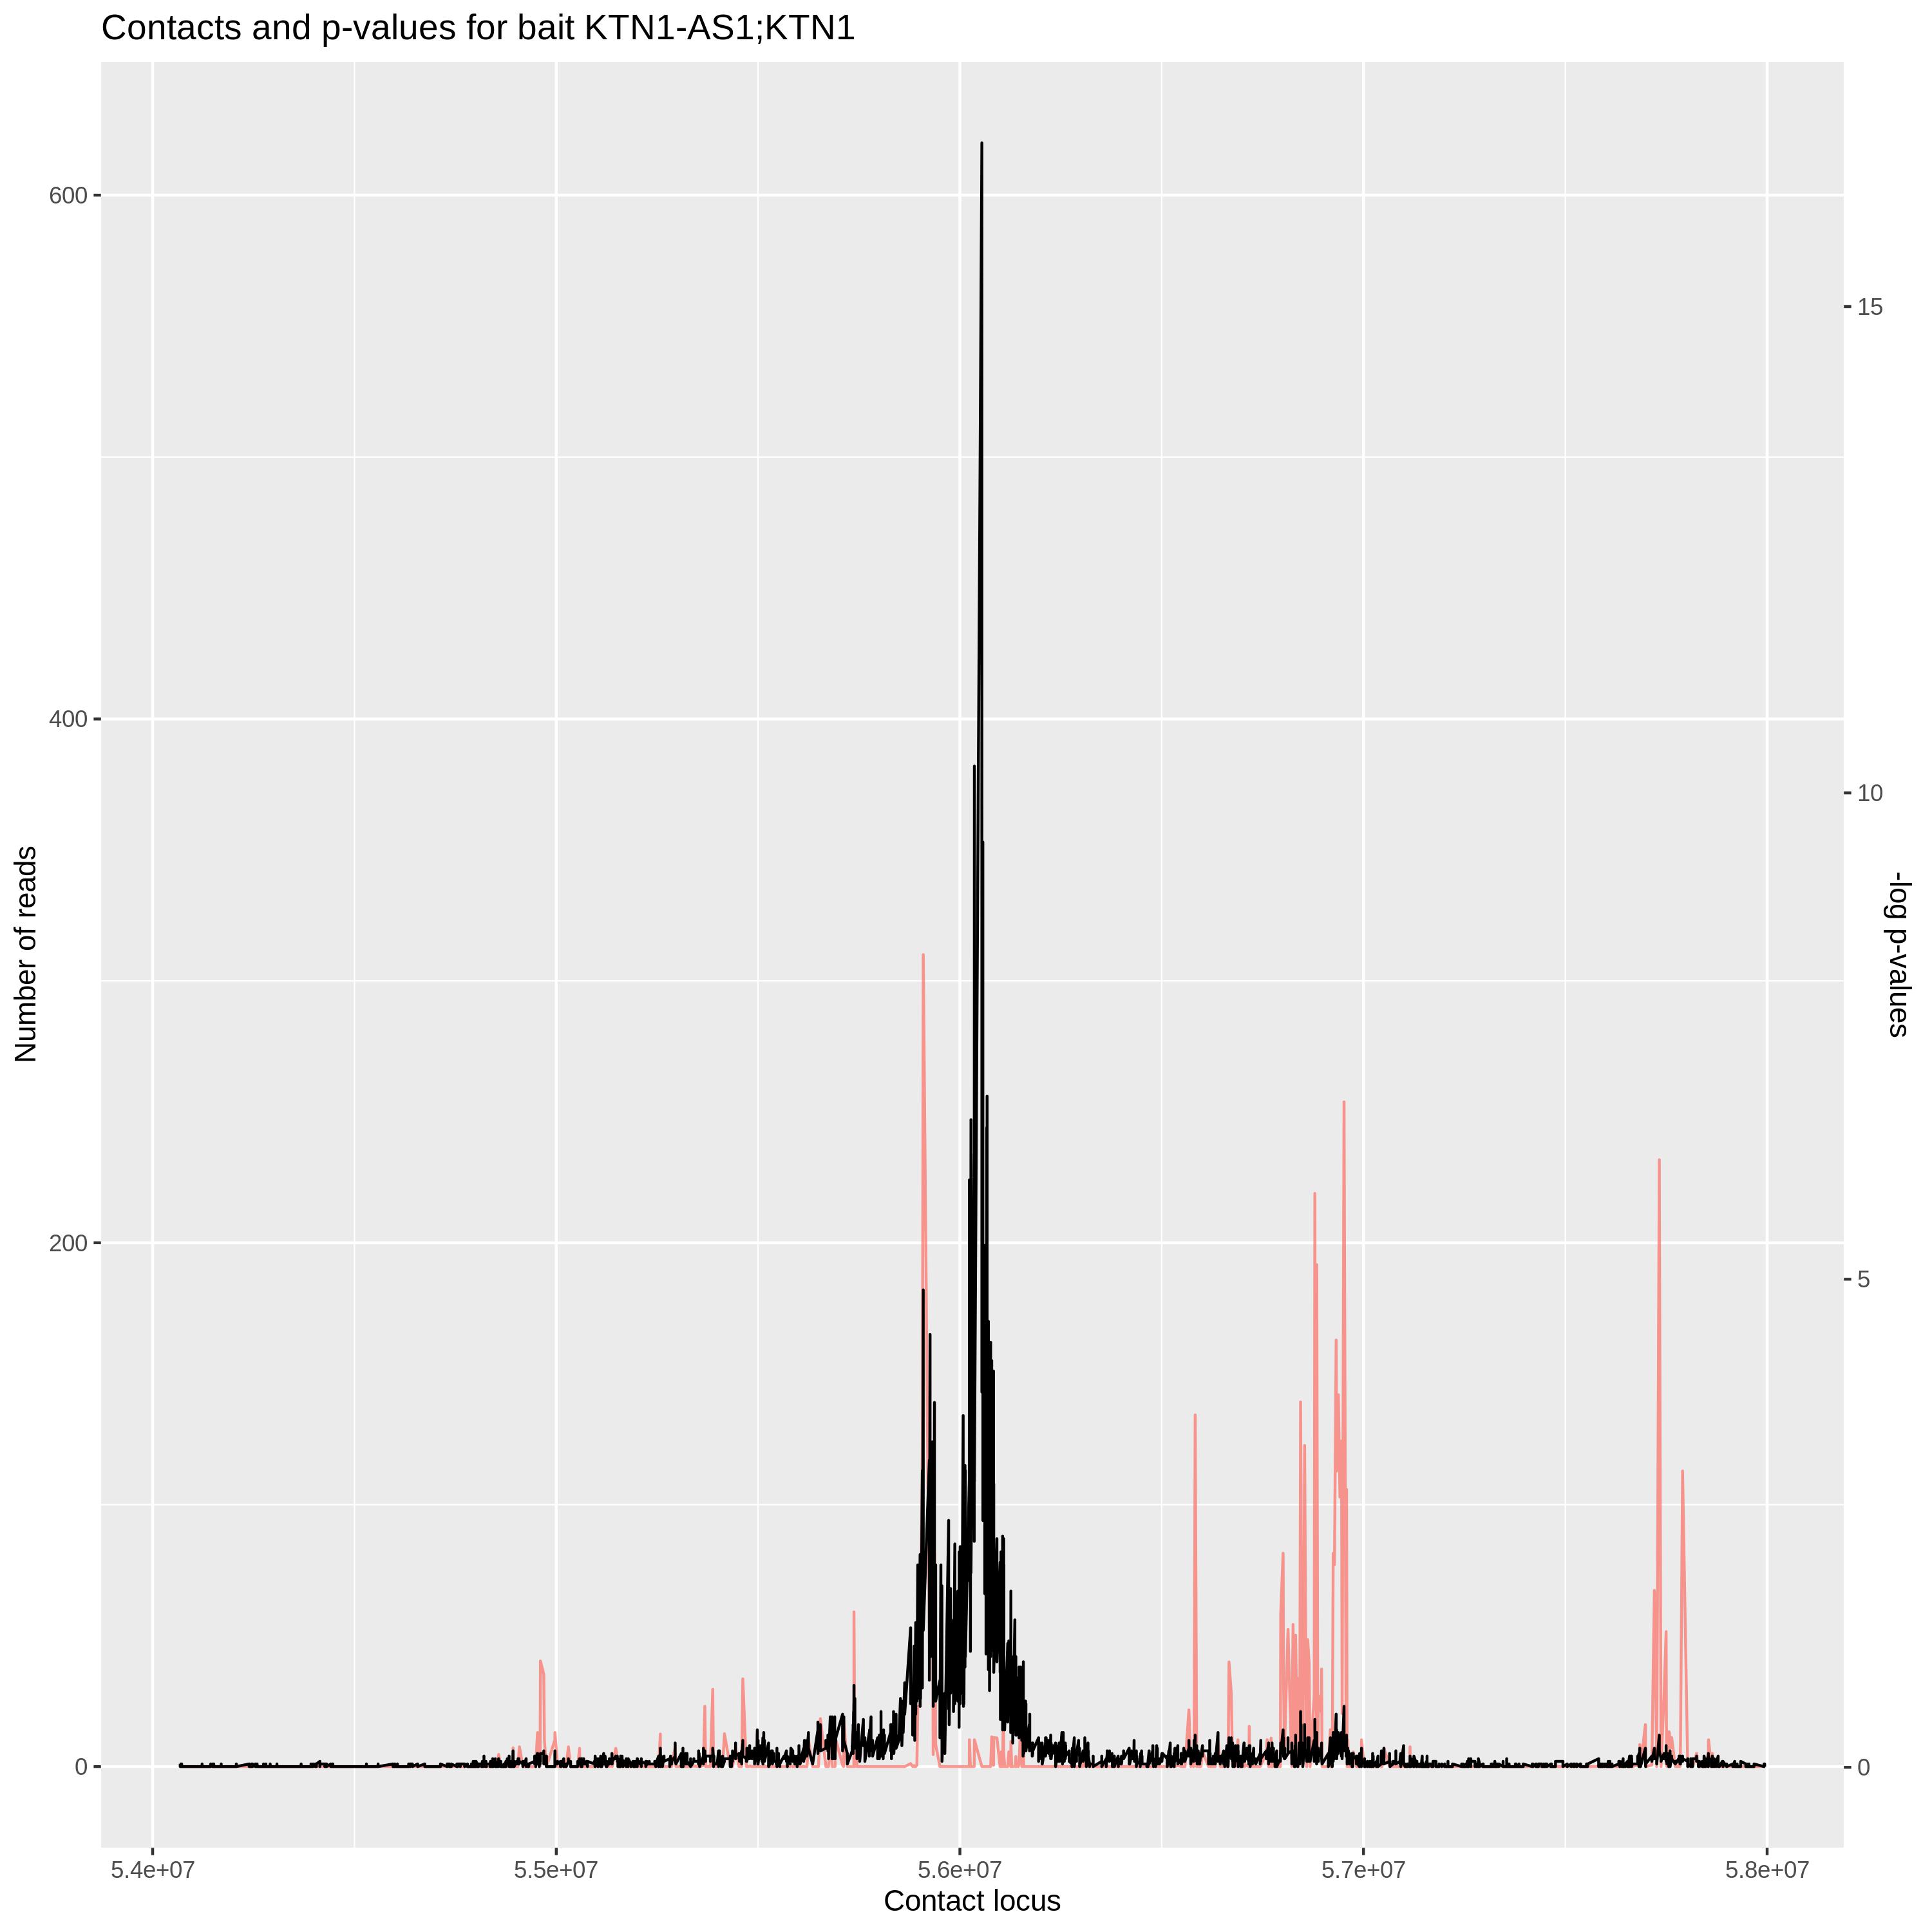 Contacts and p-values for bait KTN1-AS1;KTN1
600
400
200
0
Number of reads
15
10
5
0
-log p-values
5.4e+07
5.5e+07
5.6e+07
5.7e+07
5.8e+07
Contact locus